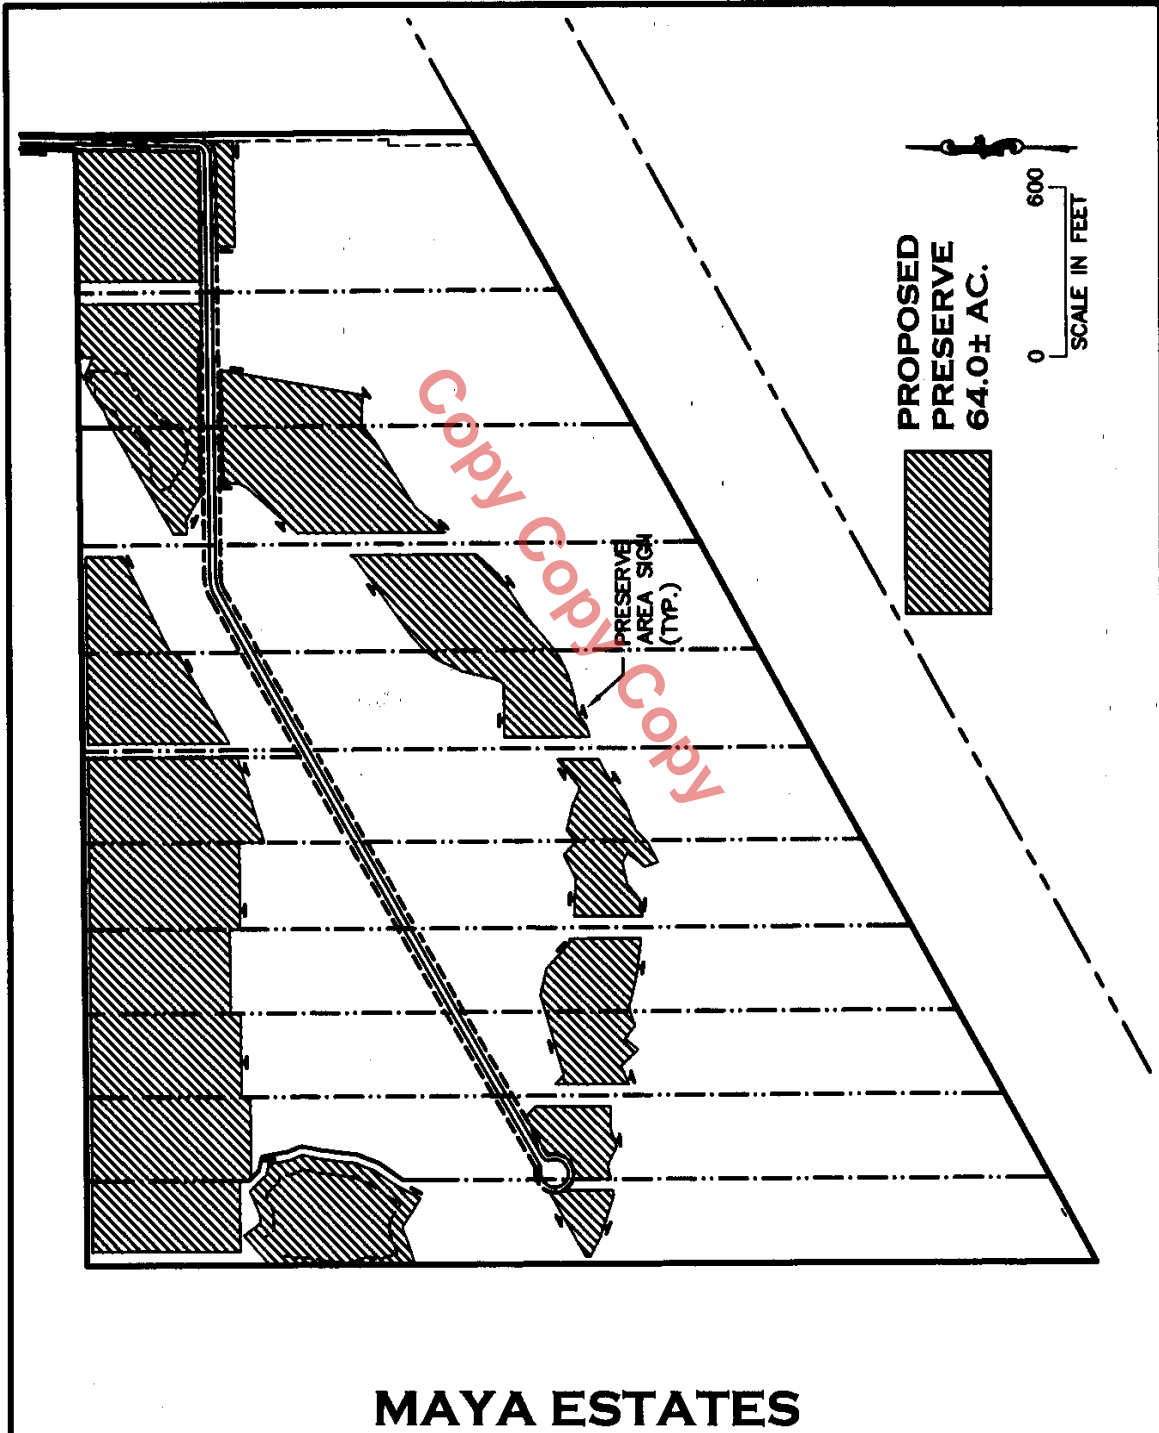 PROPOSED
PRESERVE
64.0± AC.
0 600
SCALE IN FEET
PRESERVE
AREA SIGN
(TYP.)
Copy Copy Copy Copy
MAYA ESTATES